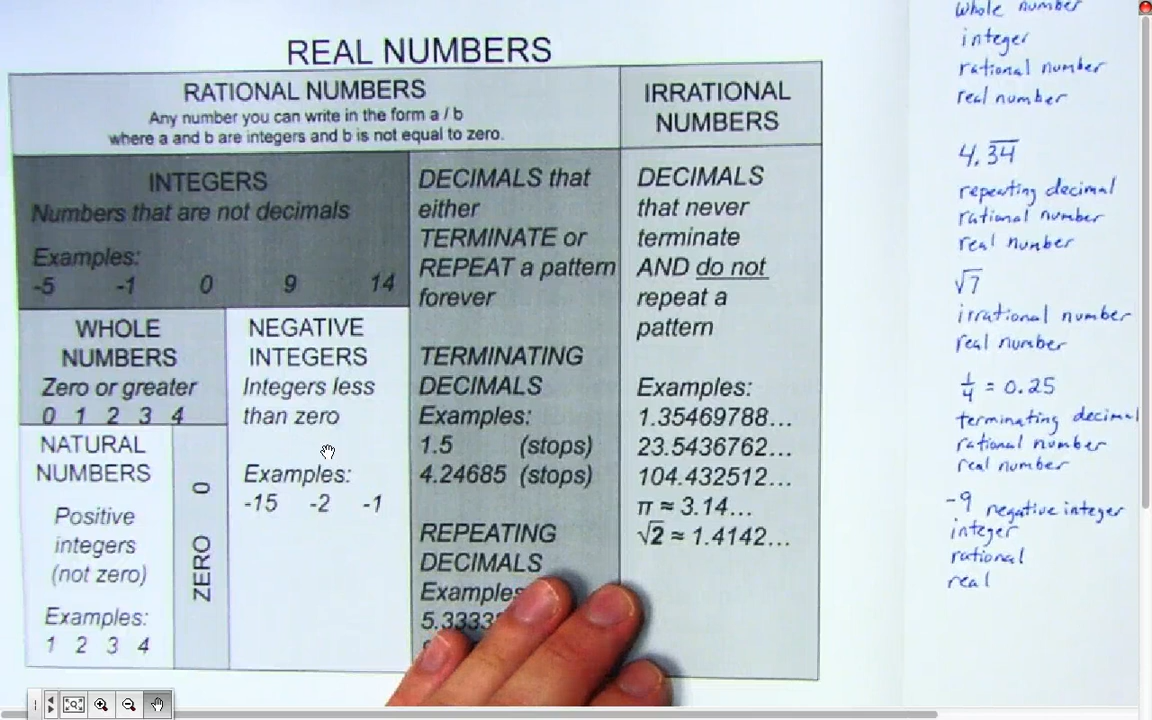 REAL NUMBERS
RATIONAL NUMBERS
Any number you can write in the form a / b
where a and b are integers and b is not equal to zero.
IRRATIONAL
NUMBERS
INTEGERS
Numbers that are not decimals
Examples:
-5 -1 0 9 14
WHOLE
NUMBERS
Zero or greater
0 1 2 3 4
NATURAL
NUMBERS
Positive
integers
(not zero)
Examples:
1 2 3 4
ZERO 0
NEGATIVE
INTEGERS
Integers less
than zero
Examples:
-15 -2 -1
DECIMALS that
either
TERMINATE or
REPEAT a pattern
forever
TERMINATING
DECIMALS
Examples:
1.5 (stops)
4.24685 (stops)
REPEATING
DECIMALS
DECIMALS
that never
terminate
AND do not
repeat a
pattern
Examples:
1.35469788...
23.5436762...
104.432512...
π ≈ 3.14...
√2 ≈ 1.4142...
whole number
integer
rational number
real number
4.3̅4̅
repeating decimal
rational number
real number
√7
irrational number
real number
1/4 = 0.25
terminating decimal
rational number
real number
-9 negative integer
integer
rational
real